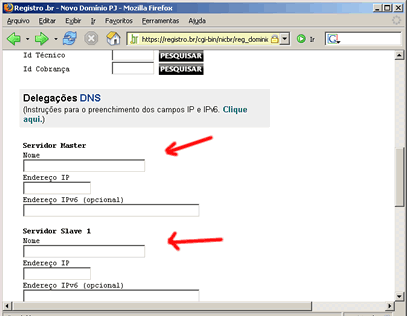 Registro .br - Novo Domínio PJ - Mozilla Firefox
Arquivo Editar Exibir Ir Favoritos Ferramentas Ajuda
https://registro.br/cgi-bin/nicbr/reg_domini
Ir
Id Técnico PESQUISAR
Id Cobrança PESQUISAR
Delegações DNS
(Instruções para o preenchimento dos campos IP e IPv6. Clique
aqui.)
Servidor Master
Nome
Endereço IP
Endereço IPv6 (opcional)
Servidor Slave 1
Nome
Endereço IP
Endereço IPv6 (opcional)